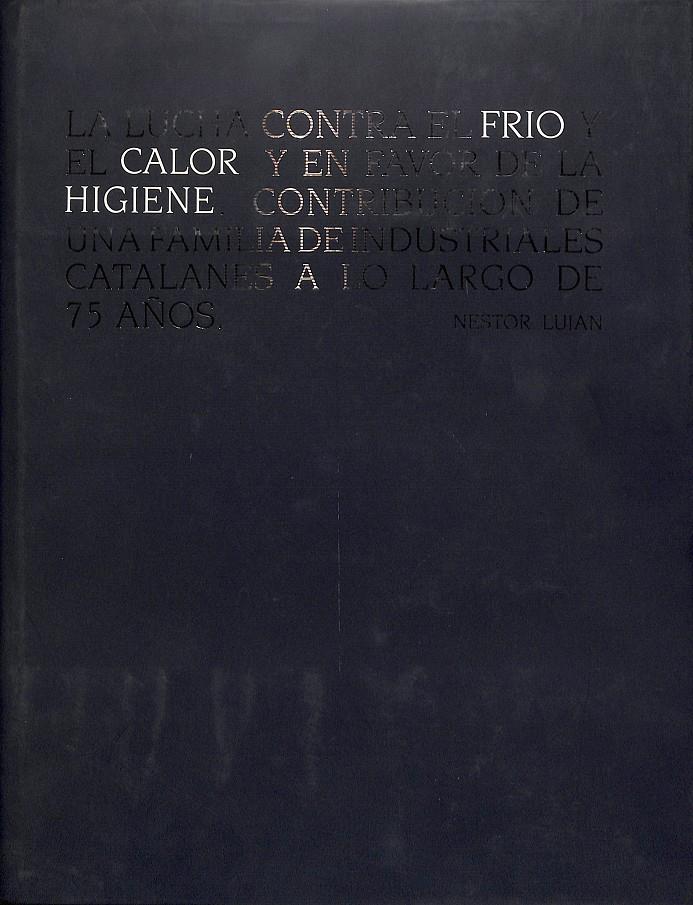 LA LUCHA CONTRA EL FRIO Y
EL CALOR Y EN FAVOR DE LA
HIGIENE. CONTRIBUCION DE
UNA FAMILIA DE INDUSTRIALES
CATALANES A LO LARGO DE
75 AÑOS.
NESTOR LUJAN